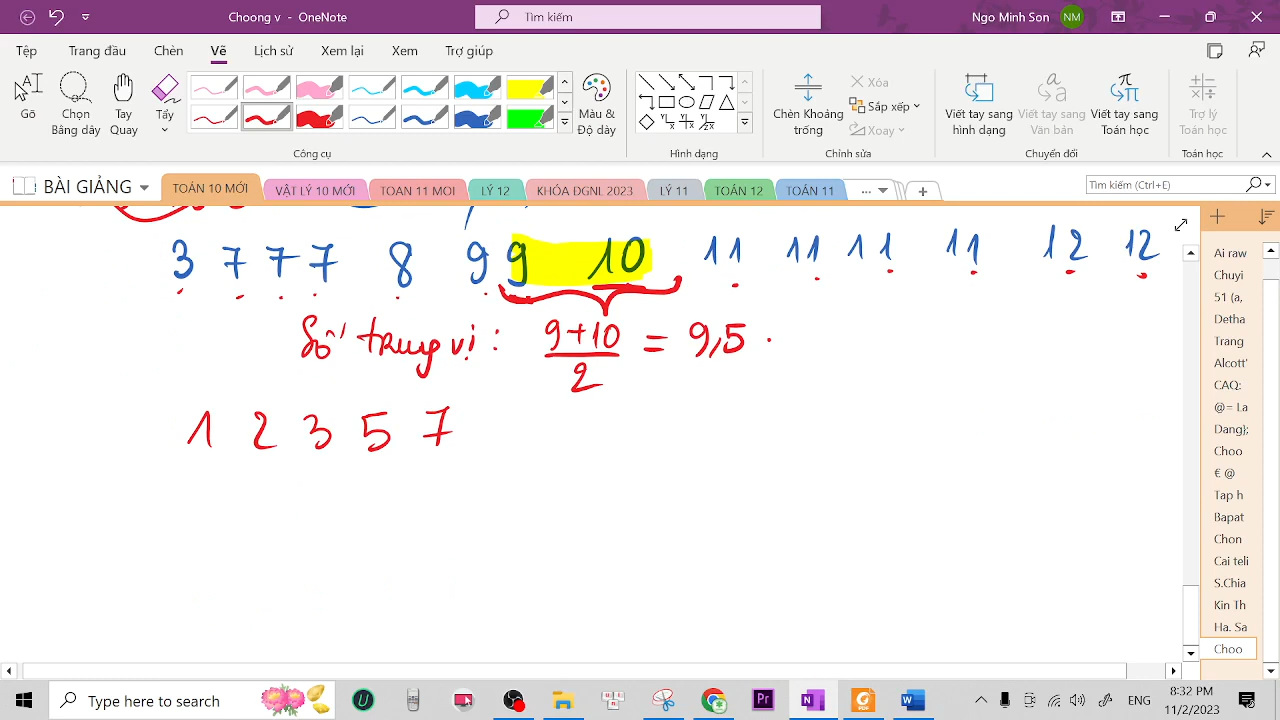 Choong v - OneNote
Tìm kiếm
Ngo Minh Son NM
Tệp Trang đầu Chèn Vẽ Lịch sử Xem lại Xem Trợ giúp
Gõ Chọn Bằng dây Tay Quay Tẩy Màu & Độ dày Chèn Khoảng trống Xóa Sắp xếp Xoay Viết tay sang hình dạng Viết tay sang Văn bản Viết tay sang Toán học Trợ lý Toán học
Công cụ Hình dạng Chỉnh sửa Chuyển đổi Toán học
BÀI GIẢNG TOÁN 10 MỚI VẬT LÝ 10 MỚI TOAN 11 MOI LÝ 12 KHÓA ĐGNL 2023 LÝ 11 TOÁN 12 TOÁN 11 ... Tìm kiếm (Ctrl+E)
3 7 7 7 8 9 9 10 11 11 11 11 12 12
Số trung vị: (9+10)/2 = 9,5.
1 2 3 5 7
Ai raw
Chuyi
51 (a,
Detha
Trang
Alcott'
CAQ:
@= La
Dang);
Choo
€ @
Tap h
Bapat
Chon
Cai teli
S.Chia
Kin Th
Ha. Sa
Choo
Type here to search
ENG
8:32 PM
11/2/2023